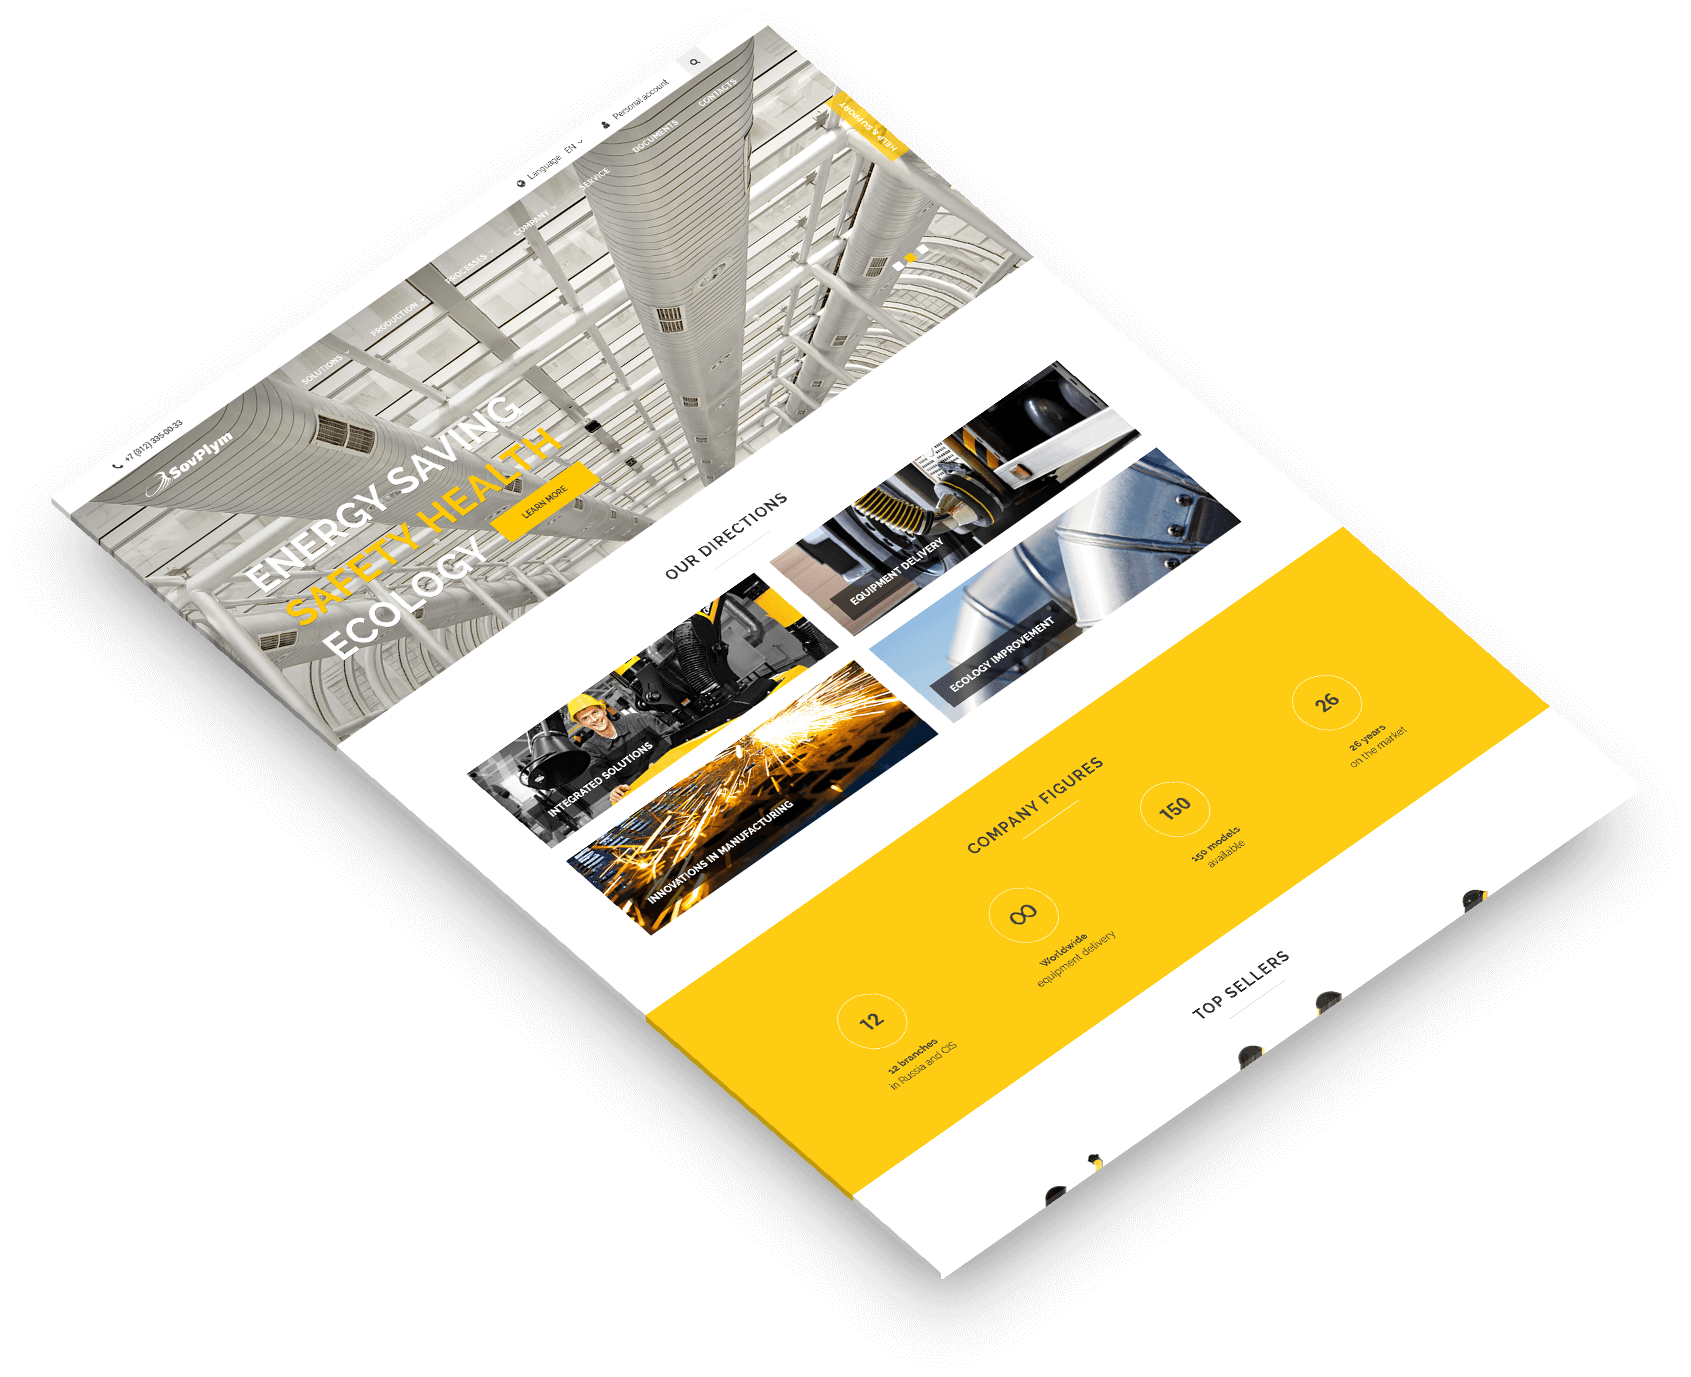 +7 (812) 335-00-33
Language EN
Personal account
SovPlym
SOLUTIONS
PRODUCTION
PROCESSES
COMPANY
SERVICE
DOCUMENTS
CONTACTS
HELP & SUPPORT
ENERGY SAVING
SAFETY HEALTH
ECOLOGY
LEARN MORE
OUR DIRECTIONS
INTEGRATED SOLUTIONS
EQUIPMENT DELIVERY
INNOVATIONS IN MANUFACTURING
ECOLOGY IMPROVEMENT
COMPANY FIGURES
12
12 branches
in Russia and CIS
∞
Worldwide
equipment delivery
150
150 models
available
26
26 years
on the market
TOP SELLERS